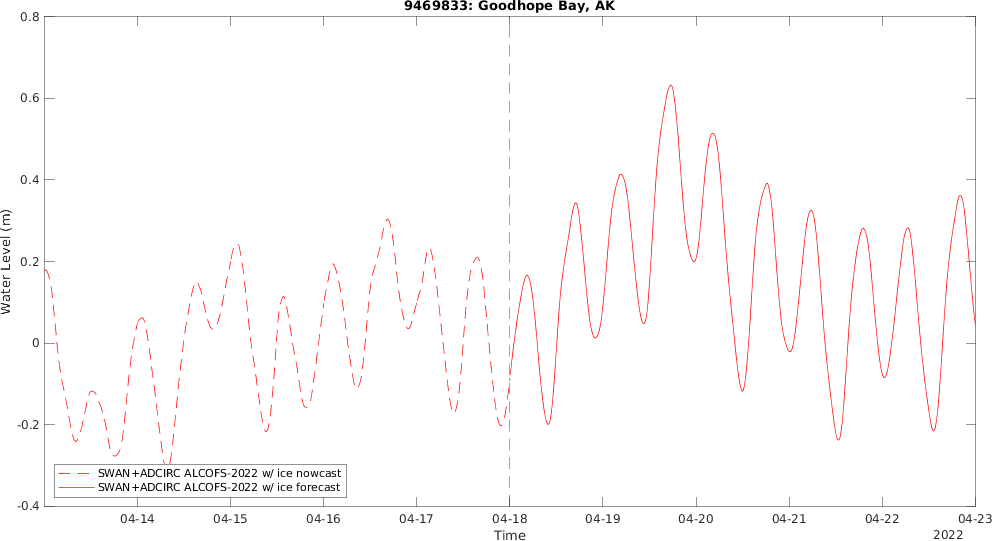 9469833: Goodhope Bay, AK
0.8
0.6
0.4
0.2
0
-0.2
-0.4
Water Level (m)
SWAN+ADCIRC ALCOFS-2022 w/ ice nowcast
SWAN+ADCIRC ALCOFS-2022 w/ ice forecast
04-14 04-15 04-16 04-17 04-18 04-19 04-20 04-21 04-22 04-23
Time
2022